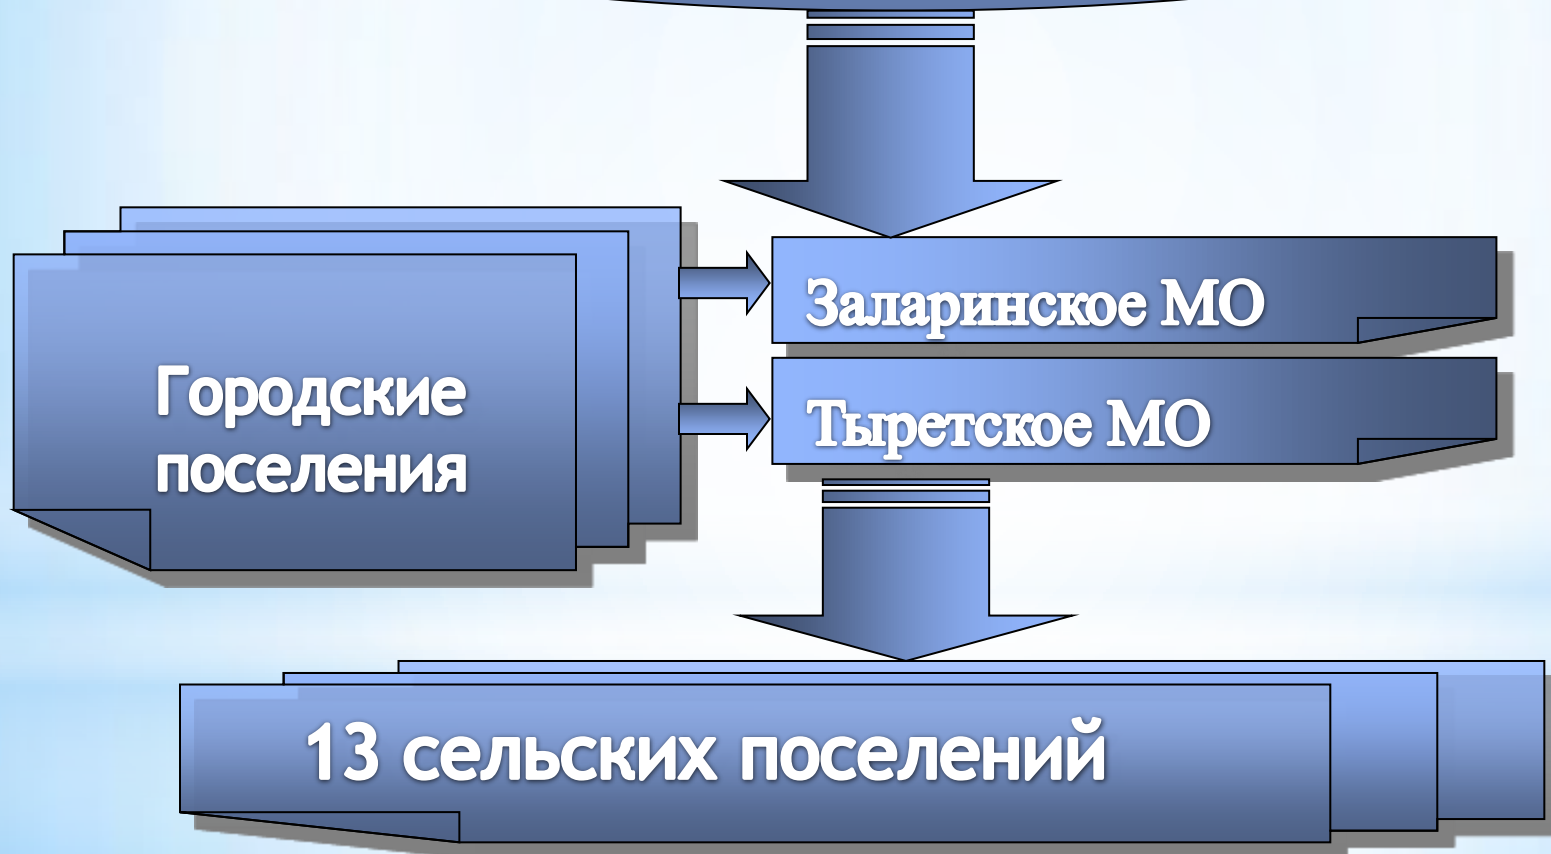 Заларинское МО
Городские
поселения
Тыретское МО
13 сельских поселений